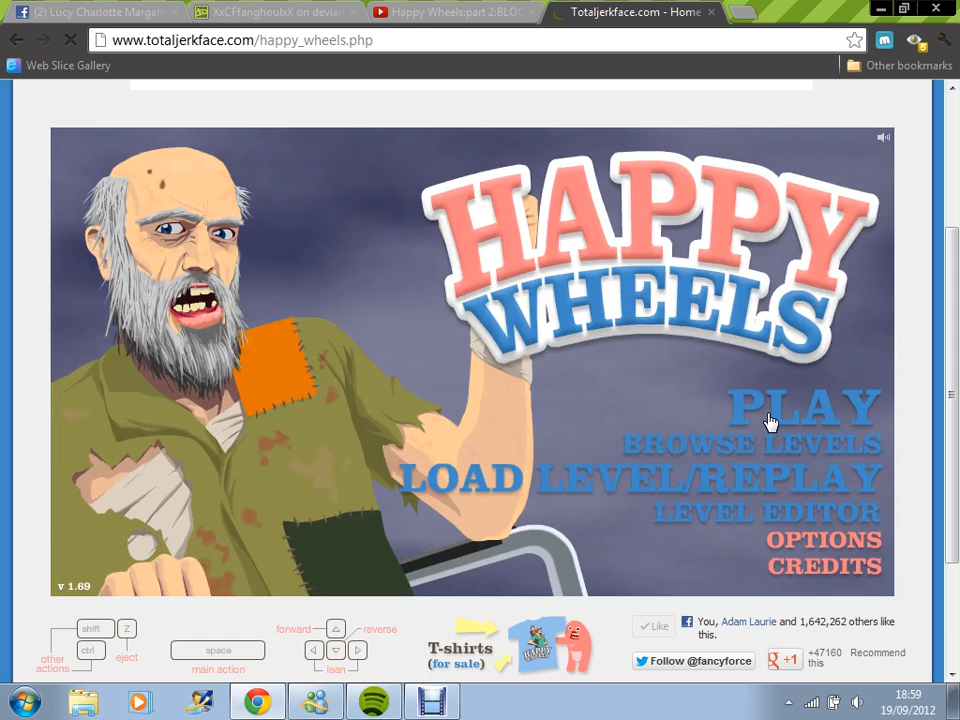 (2) Lucy Charlotte Margar
XxCFfanghoulxX on devian
Happy Wheels:part 2:BLOO
Totaljerkface.com - Home
www.totaljerkface.com/happy_wheels.php
5
Web Slice Gallery
Other bookmarks
HAPPY
WHEELS
PLAY
BROWSE LEVELS
LOAD LEVEL/REPLAY
LEVEL EDITOR
OPTIONS
CREDITS
v 1.69
shift
Z
ctrl
other
actions
eject
space
main action
forward
reverse
lean
T-shirts
(for sale)
HAPPY
WHEELS
Like
You, Adam Laurie and 1,642,262 others like
this.
Follow @fancyforce
+1
+47160 Recommend
this
18:59
19/09/2012